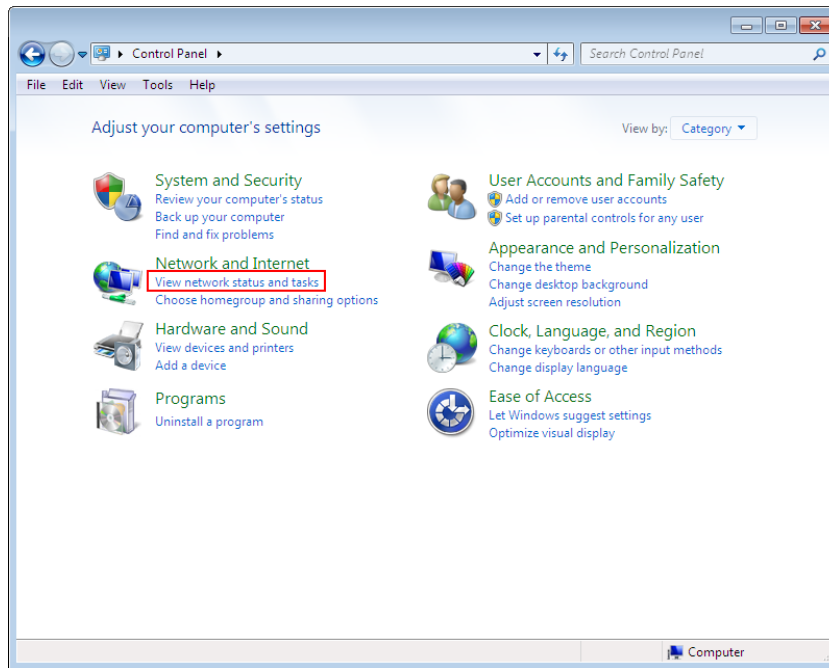 Control Panel
Search Control Panel
File Edit View Tools Help
Adjust your computer's settings
View by: Category
System and Security
Review your computer's status
Back up your computer
Find and fix problems
Network and Internet
View network status and tasks
Choose homegroup and sharing options
Hardware and Sound
View devices and printers
Add a device
Programs
Uninstall a program
User Accounts and Family Safety
Add or remove user accounts
Set up parental controls for any user
Appearance and Personalization
Change the theme
Change desktop background
Adjust screen resolution
Clock, Language, and Region
Change keyboards or other input methods
Change display language
Ease of Access
Let Windows suggest settings
Optimize visual display
Computer